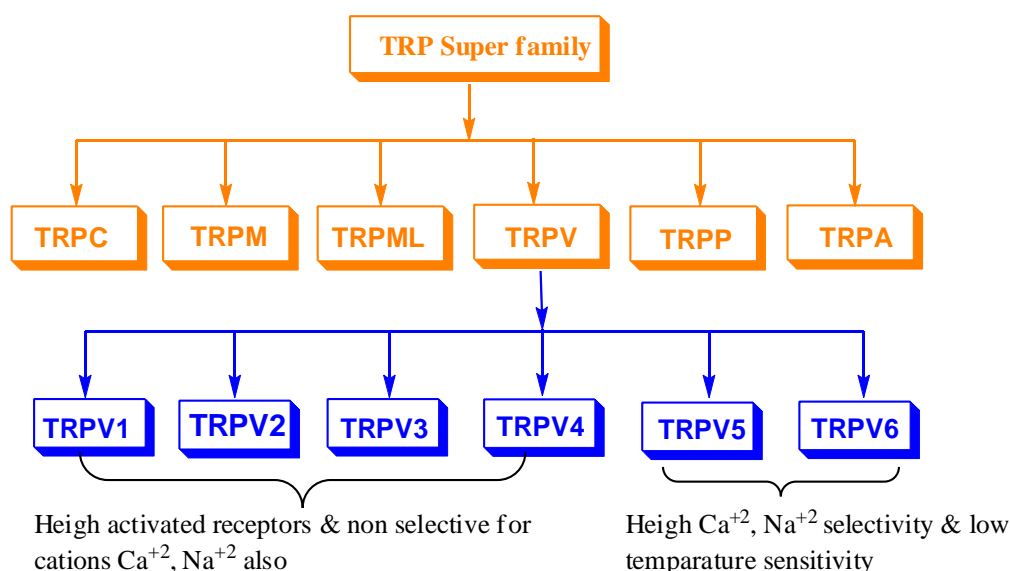 TRP Super family
TRPC
TRPM
TRPML
TRPV
TRPP
TRPA
TRPV1
TRPV2
TRPV3
TRPV4
TRPV5
TRPV6
Heigh activated receptors & non selective for
cations Ca⁺², Na⁺² also
Heigh Ca⁺², Na⁺² selectivity & low
temparature sensitivity